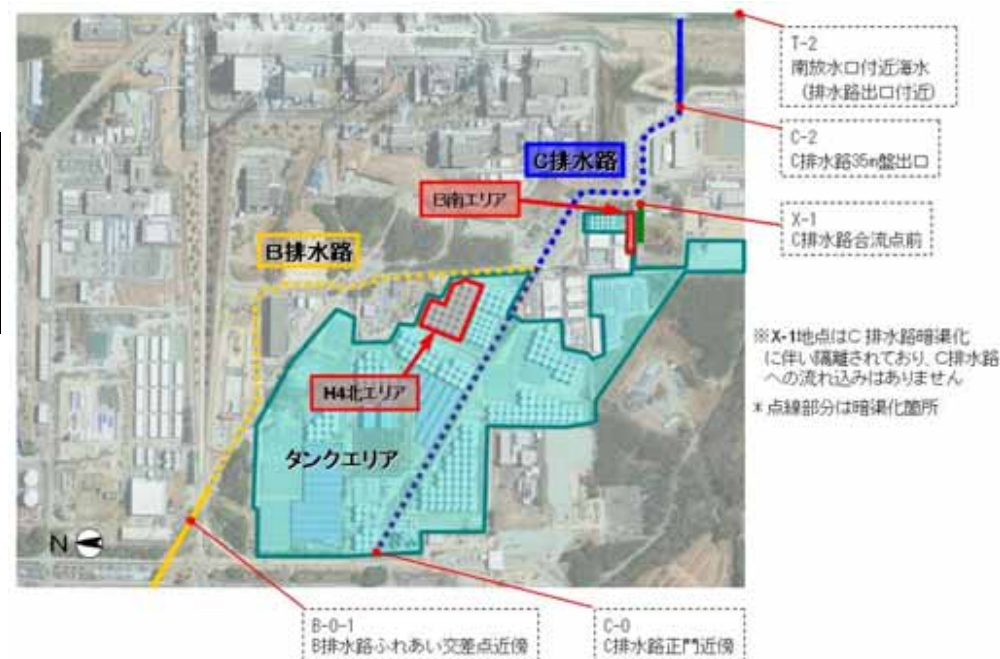 T-2
南放水口付近海水
(排水路出口付近)
C-2
C排水路35m盤出口
C排水路
B南エリア
X-1
C排水路合流点前
B排水路
※X-1地点はC排水路暗渠化
に伴い隔離されており、C排水路
への流れ込みはありません
*点線部分は暗渠化箇所
H4北エリア
タンクエリア
N
B-0-1
B排水路ふれあい交差点近傍
C-0
C排水路正門近傍